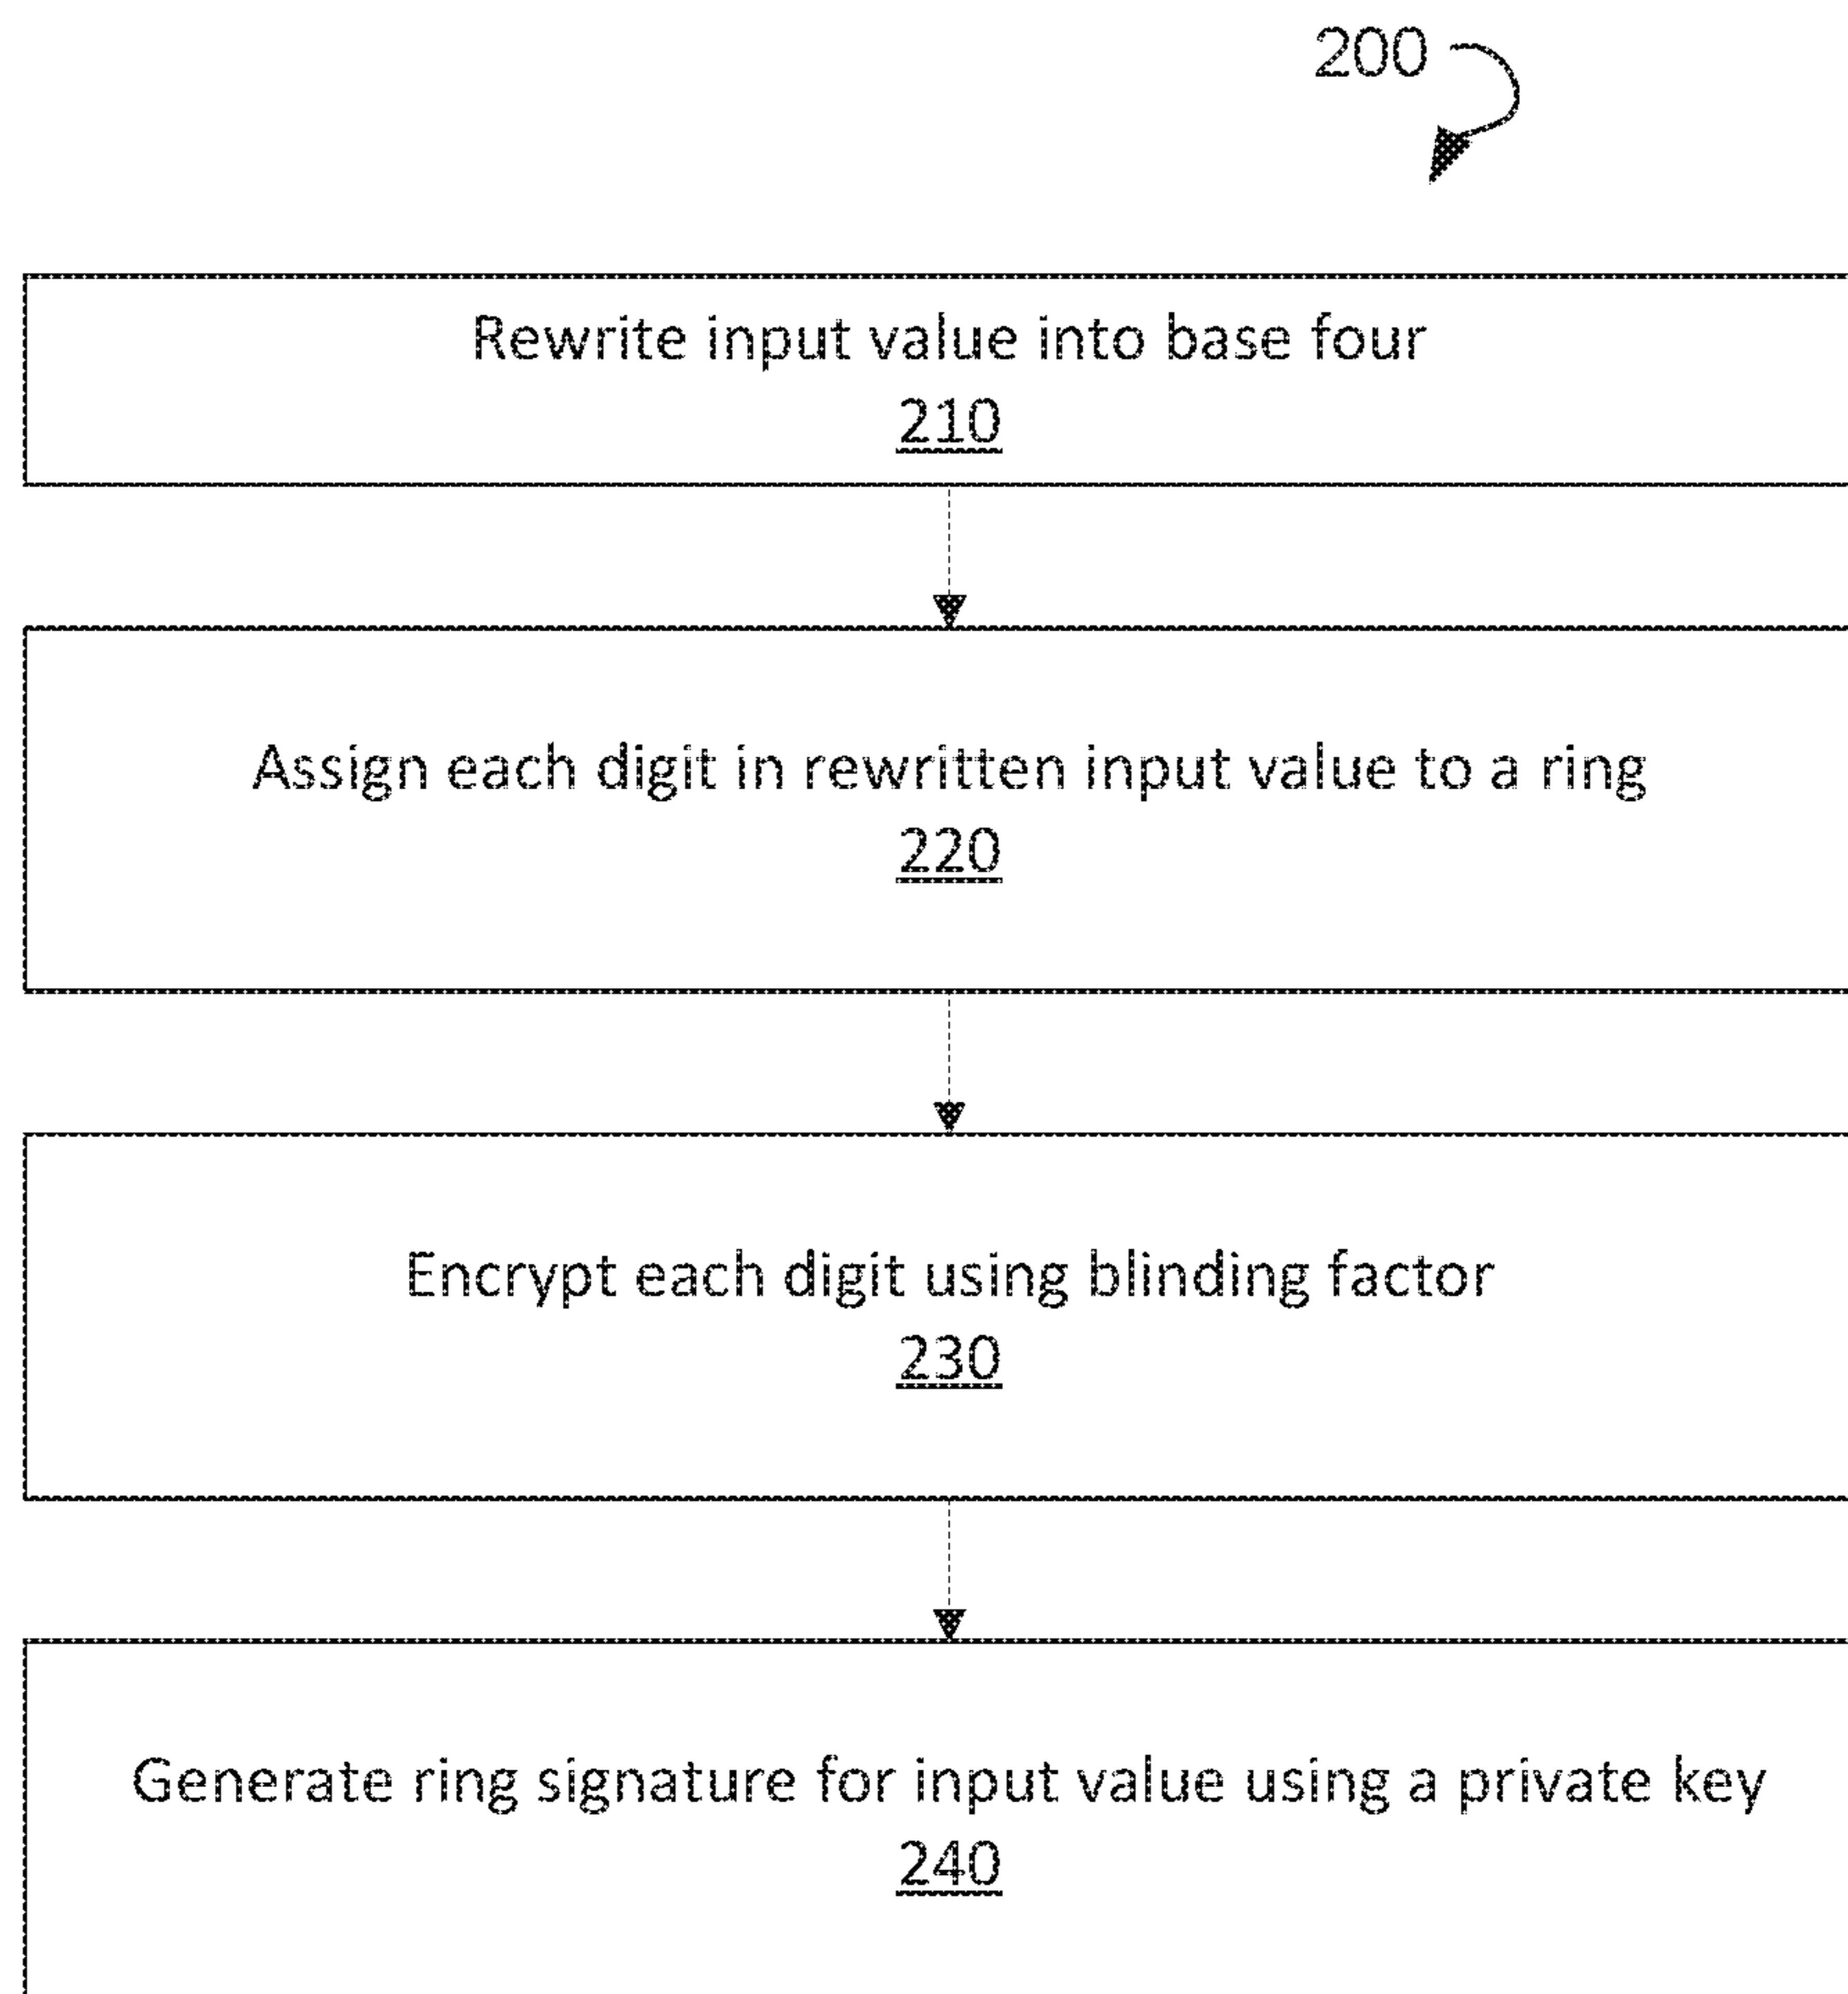 200
Rewrite input value into base four
210
Assign each digit in rewritten input value to a ring
220
Encrypt each digit using blinding factor
230
Generate ring signature for input value using a private key
240